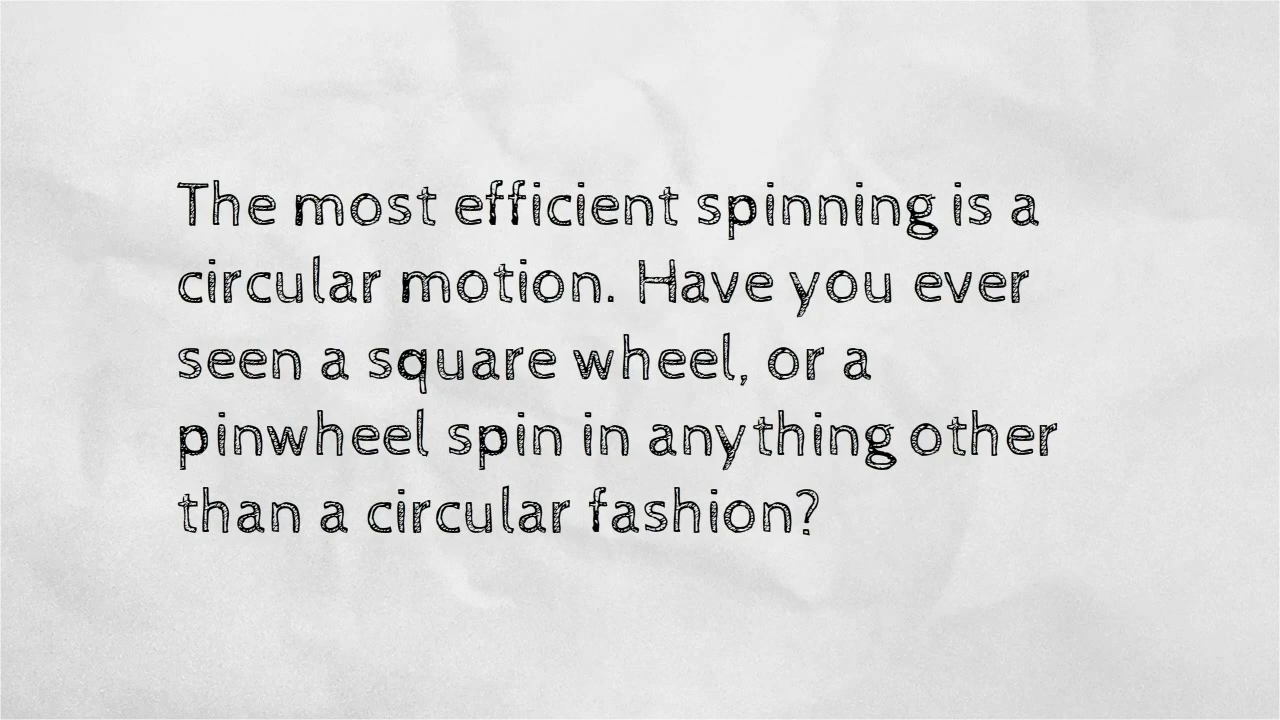 The most efficient spinning is a
circular motion. Have you ever
seen a square wheel, or a
pinwheel spin in anything other
than a circular fashion?